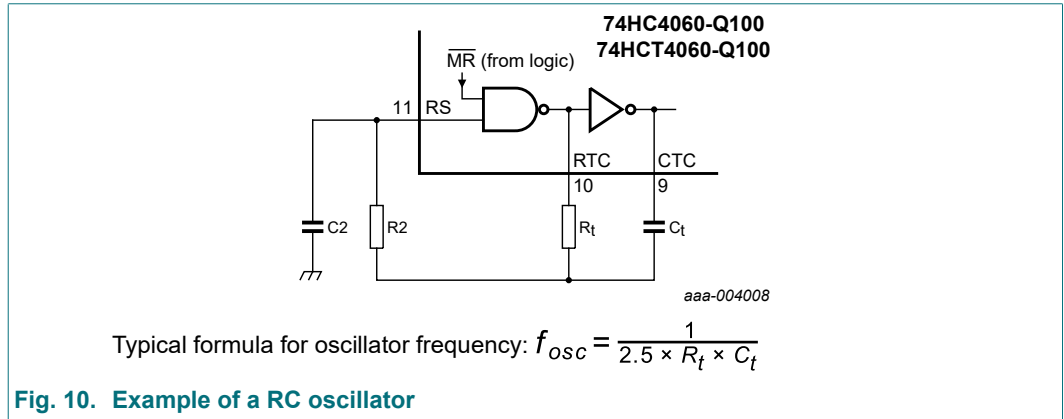 74HC4060-Q100
74HCT4060-Q100
MR (from logic)
11 RS
RTC CTC
10 9
C2 R2 Rt Ct
aaa-004008
Typical formula for oscillator frequency: fosc = 1 / 2.5 × Rt × Ct
Fig. 10. Example of a RC oscillator